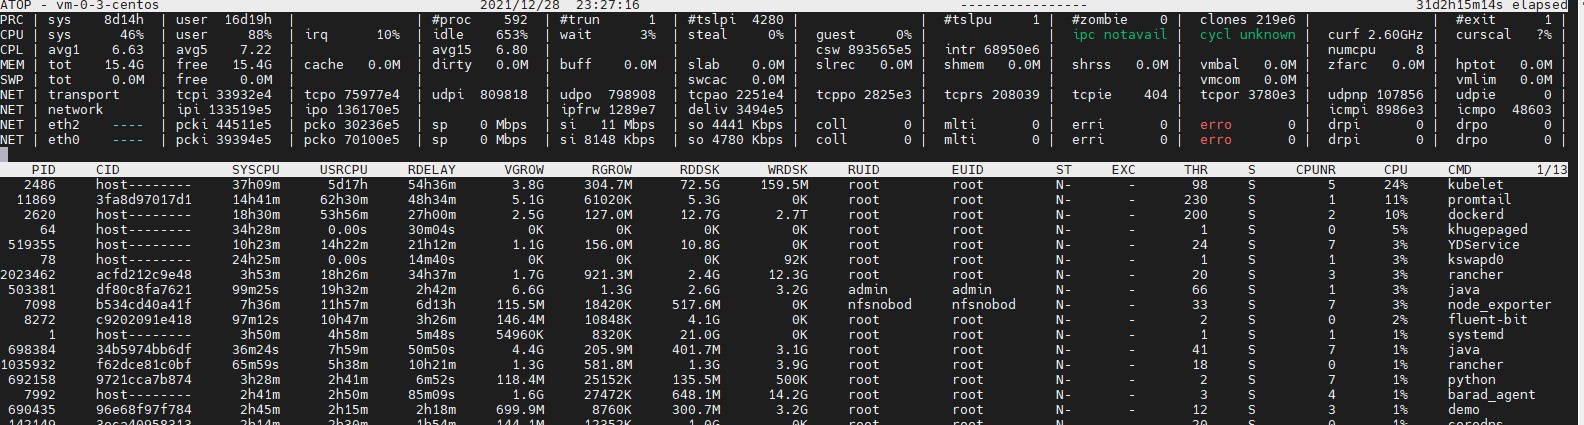 ATOP - vm-0-3-centos 2021/12/28 23:27:16 ---------------- 31d2h15m14s elapsed
PRC | sys 8d14h | user 16d19h | | #proc 592 | #trun 1 | #tslpi 4280 | | #tslpu 1 | #zombie 0 | clones 219e6 | | #exit 1 |
CPU | sys 46% | user 88% | irq 10% | idle 653% | wait 3% | steal 0% | guest 0% | | ipc notavail | cycl unknown | curf 2.60GHz | curscal ?% |
CPL | avg1 6.63 | avg5 7.22 | | avg15 6.80 | | | csw 893565e5 | intr 68950e6 | | | numcpu 8 | |
MEM | tot 15.4G | free 15.4G | cache 0.0M | dirty 0.0M | buff 0.0M | slab 0.0M | slrec 0.0M | shmem 0.0M | shrss 0.0M | vmbal 0.0M | zfarc 0.0M | hptot 0.0M |
SWP | tot 0.0M | free 0.0M | | | | swcac 0.0M | | | | vmcom 0.0M | | vmlim 0.0M |
NET | transport | tcpi 33932e4 | tcpo 75977e4 | udpi 809818 | udpo 798908 | tcpao 2251e4 | tcppo 2825e3 | tcprs 208039 | tcpie 404 | tcpor 3780e3 | udpnp 107856 | udpie 0 |
NET | network | ipi 133519e5 | ipo 136170e5 | | ipfrw 1289e7 | deliv 3494e5 | | | | | icmpi 8986e3 | icmpo 48603 |
NET | eth2 ---- | pcki 44511e5 | pcko 30236e5 | sp 0 Mbps | si 11 Mbps | so 4441 Kbps | coll 0 | mlti 0 | erri 0 | erro 0 | drpi 0 | drpo 0 |
NET | eth0 ---- | pcki 39394e5 | pcko 70100e5 | sp 0 Mbps | si 8148 Kbps | so 4780 Kbps | coll 0 | mlti 0 | erri 0 | erro 0 | drpi 0 | drpo 0 |
PID CID SYSCPU USRCPU RDELAY VGROW RGROW RDDSK WRDSK RUID EUID ST EXC THR S CPUNR CPU CMD 1/13
2486 host-------- 37h09m 5d17h 54h36m 3.8G 304.7M 72.5G 159.5M root root N- - 98 S 5 24% kubelet
11869 3fa8d97017d1 14h41m 62h30m 48h34m 5.1G 61020K 5.3G 0K root root N- - 230 S 1 11% promtail
2620 host-------- 18h30m 53h56m 27h00m 2.5G 127.0M 12.7G 2.7T root root N- - 200 S 2 10% dockerd
64 host-------- 34h28m 0.00s 30m04s 0K 0K 0K 0K root root N- - 1 S 0 5% khugepaged
519355 host-------- 10h23m 14h22m 21h12m 1.1G 156.0M 10.8G 0K root root N- - 24 S 7 3% YDService
78 host-------- 24h25m 0.00s 14m40s 0K 0K 0K 92K root root N- - 1 S 1 3% kswapd0
2023462 acfd212c9e48 3h53m 18h26m 34h37m 1.7G 921.3M 2.4G 12.3G root root N- - 20 S 3 3% rancher
503381 df80c8fa7621 99m25s 19h32m 2h42m 6.6G 1.3G 2.6G 3.2G admin admin N- - 66 S 1 3% java
7098 b534cd40a41f 7h36m 11h57m 6d13h 115.5M 18420K 517.6M 0K nfsnobod nfsnobod N- - 33 S 7 3% node_exporter
8272 c9202091e418 97m12s 10h47m 3h26m 146.4M 10848K 4.1G 0K root root N- - 2 S 0 2% fluent-bit
1 host-------- 3h50m 4h58m 5m48s 54960K 8320K 21.0G 0K root root N- - 1 S 1 1% systemd
698384 34b5974bb6df 36m24s 7h59m 50m50s 4.4G 205.9M 401.7M 3.1G root root N- - 41 S 7 1% java
1035932 f62dce81c0bf 65m59s 5h38m 10h21m 1.3G 581.8M 1.3G 3.9G root root N- - 18 S 0 1% rancher
692158 9721cca7b874 3h28m 2h41m 6m52s 118.4M 25152K 135.5M 500K root root N- - 2 S 7 1% python
7992 host-------- 2h41m 2h50m 85m09s 1.6G 27472K 648.1M 14.2G root root N- - 3 S 4 1% barad_agent
690435 96e68f97f784 2h45m 2h15m 2h18m 699.9M 8760K 300.7M 3.2G root root N- - 12 S 3 1% demo